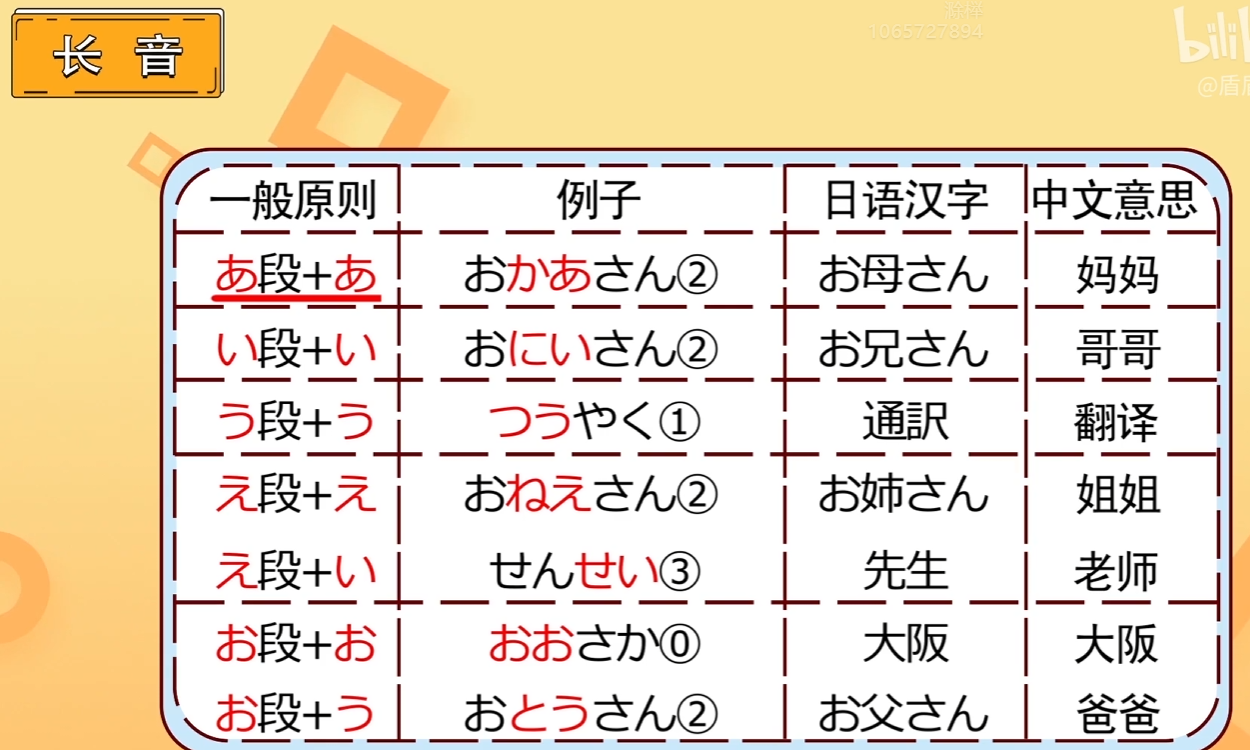 长音
滁榉
1065727894
bili
@盾
一般原则 例子 日语汉字 中文意思
あ段+あ おかあさん② お母さん 妈妈
い段+い おにいさん② お兄さん 哥哥
う段+う つうやく① 通訳 翻译
え段+え おねえさん② お姉さん 姐姐
え段+い せんせい③ 先生 老师
お段+お おおさか⓪ 大阪 大阪
お段+う おとうさん② お父さん 爸爸